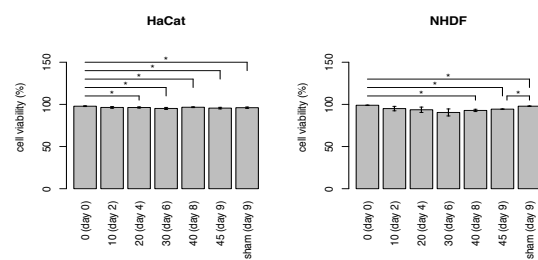 HaCat
cell viability (%)
150
100
50
0
*
*
*
*
*
*
0 (day 0)
10 (day 2)
20 (day 4)
30 (day 6)
40 (day 8)
45 (day 9)
sham (day 9)
NHDF
cell viability (%)
150
100
50
0
*
*
*
*
0 (day 0)
10 (day 2)
20 (day 4)
30 (day 6)
40 (day 8)
45 (day 9)
sham (day 9)